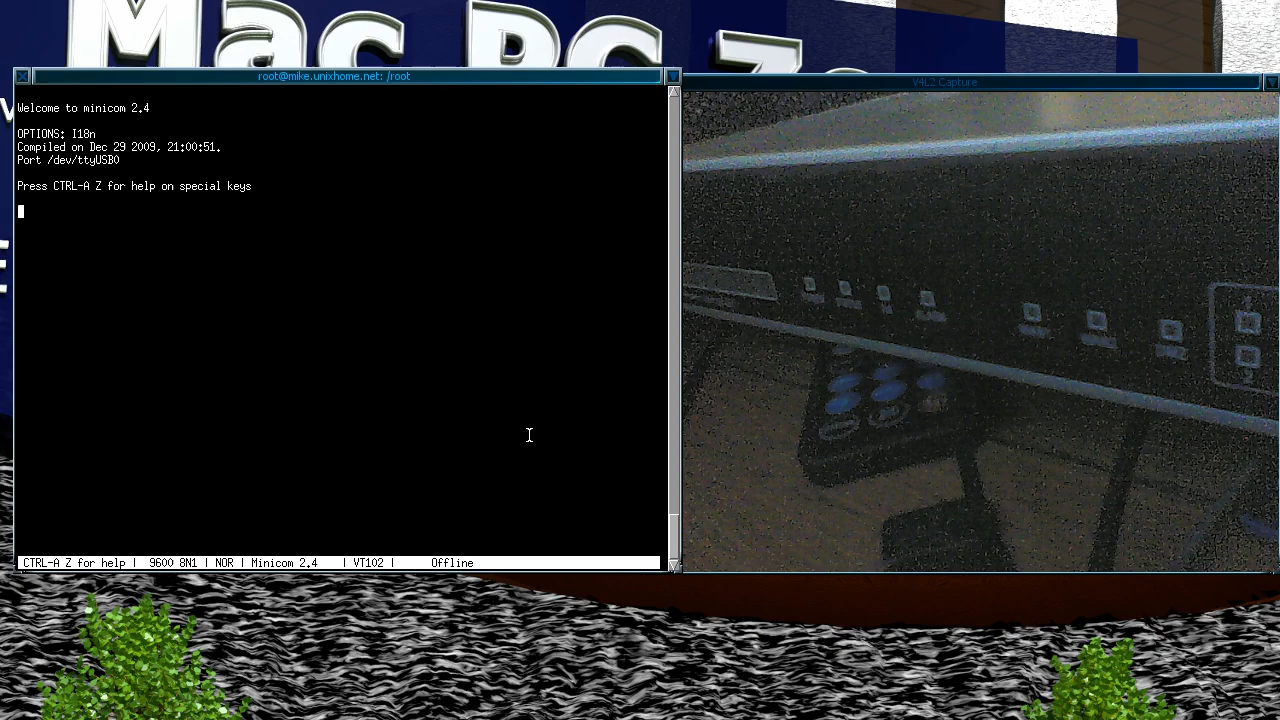 Mac PC Z
root@mike.unixhome.net: /root
V4L2 Capture
Welcome to minicom 2.4
OPTIONS: I18n
Compiled on Dec 29 2009, 21:00:51.
Port /dev/ttyUSB0
Press CTRL-A Z for help on special keys
CTRL-A Z for help | 9600 8N1 | NOR | Minicom 2.4 | VT102 | Offline